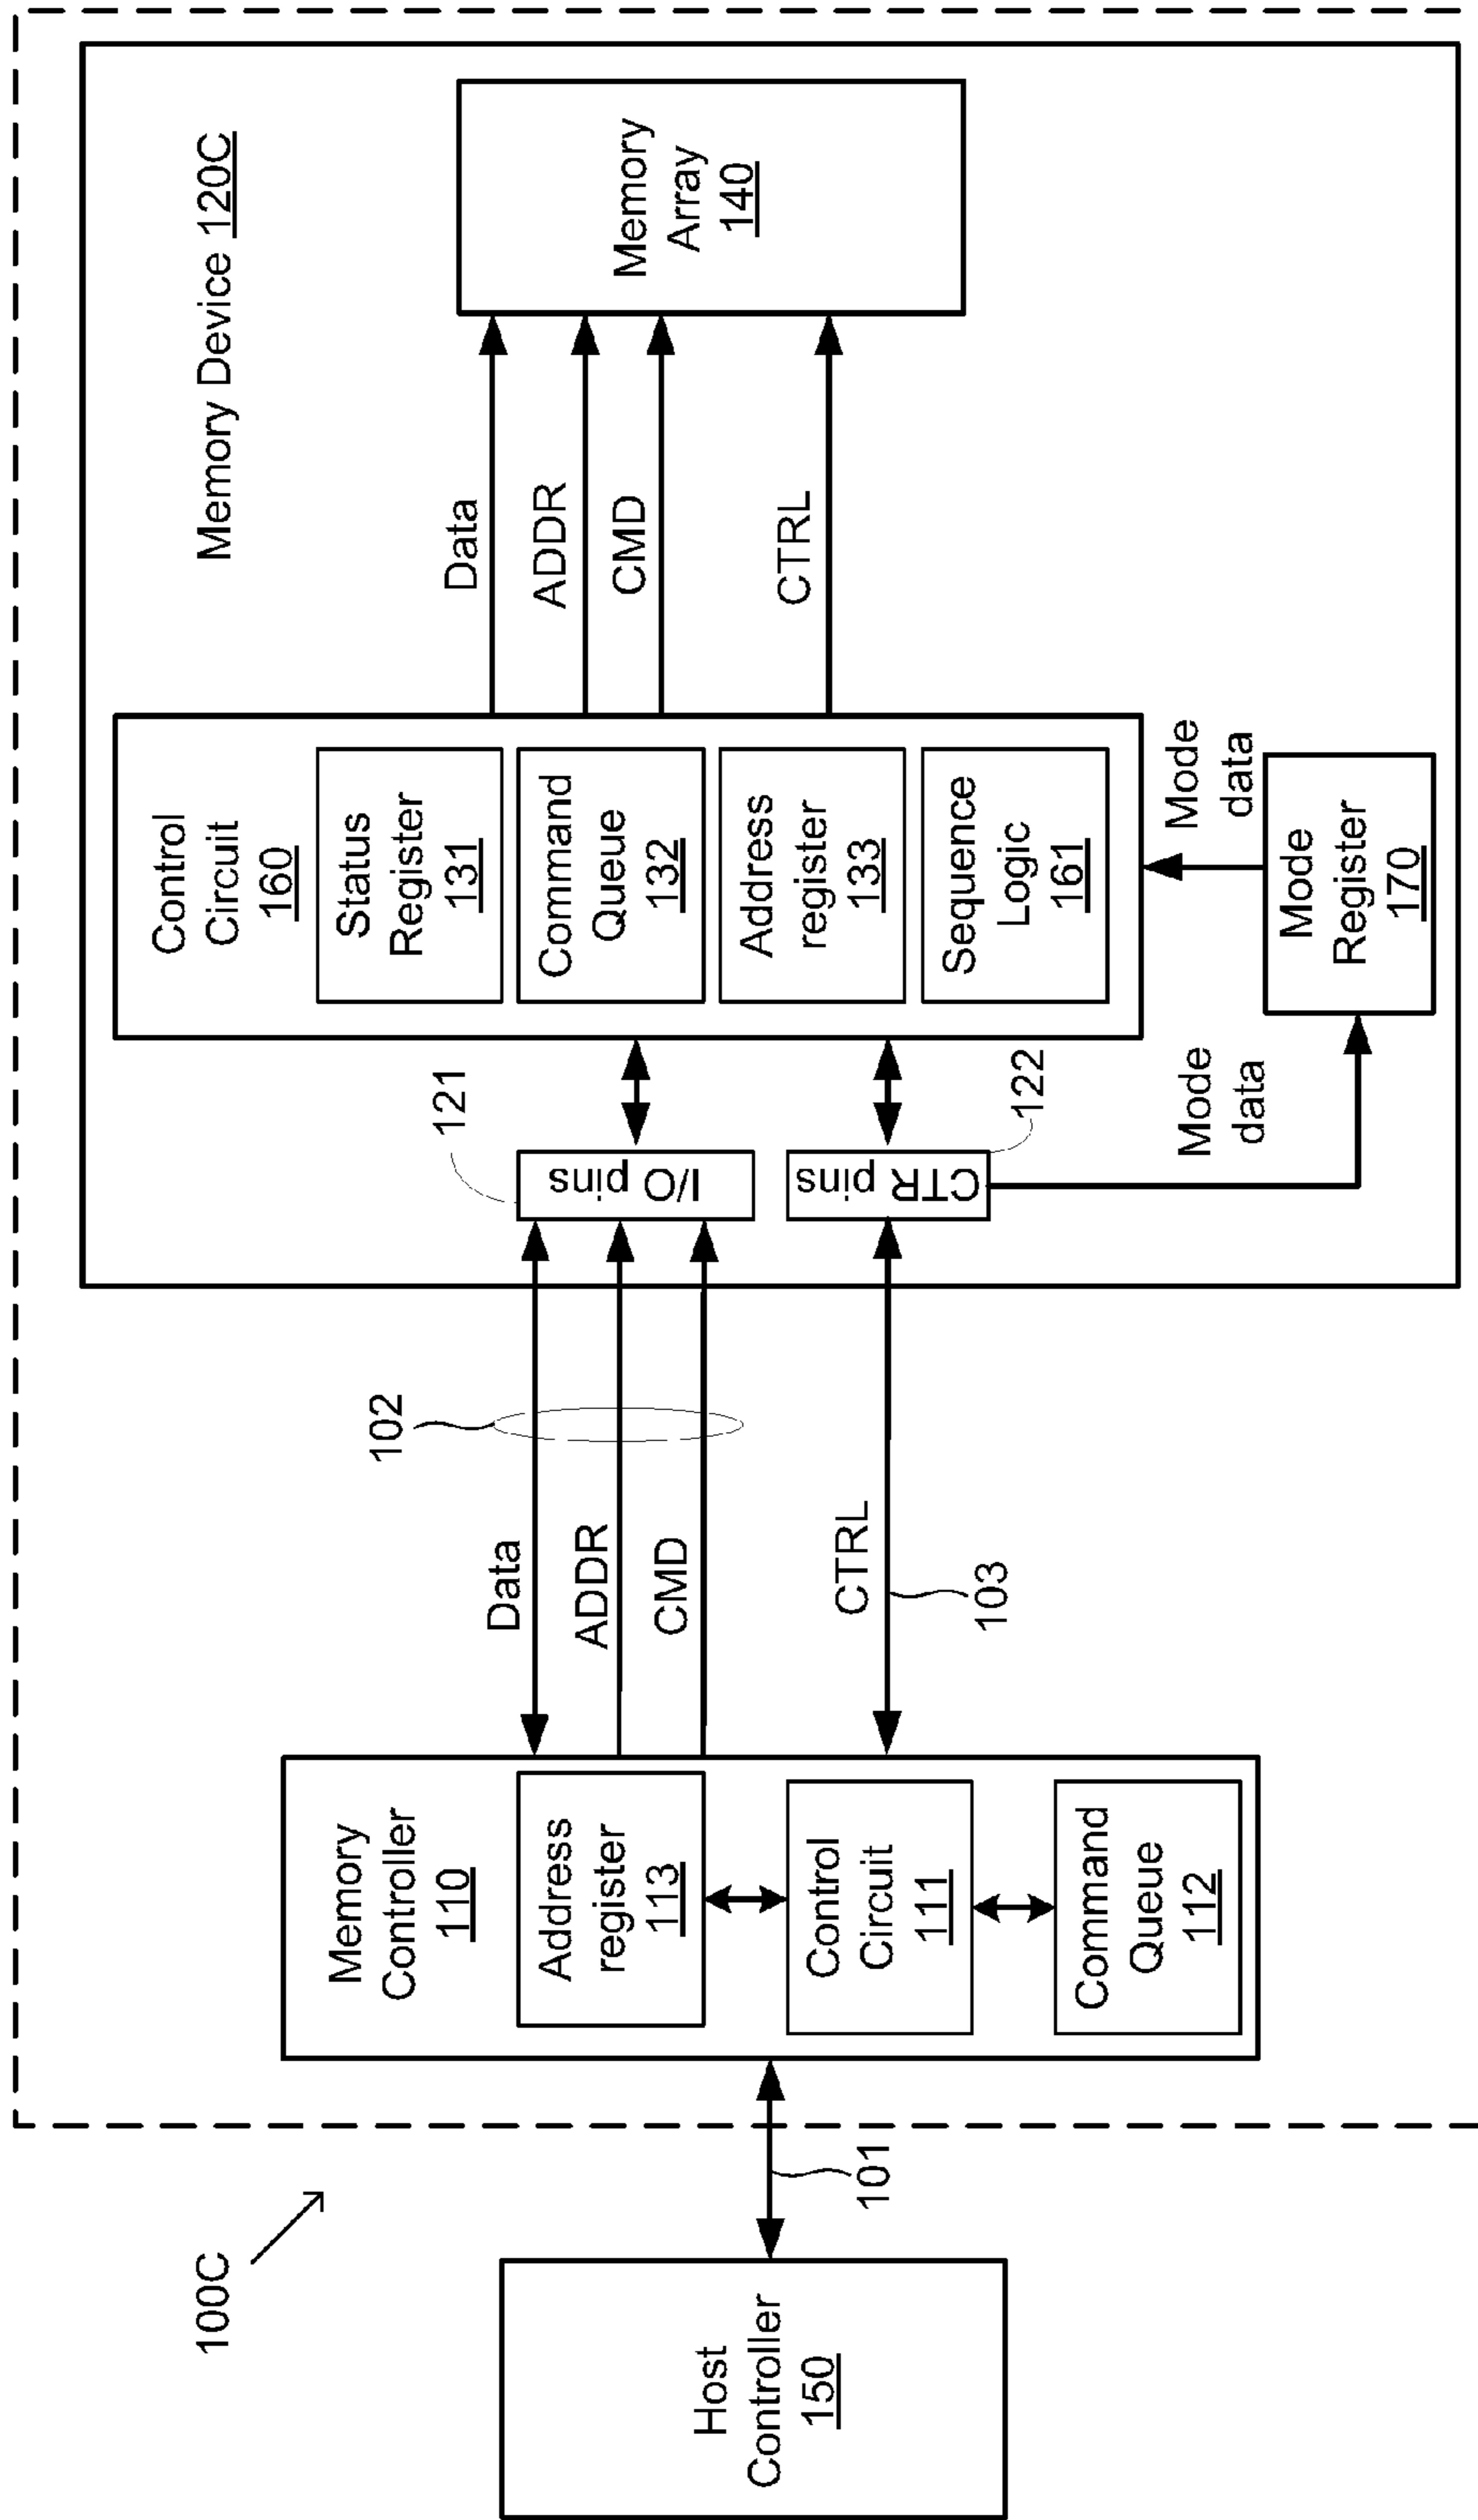 100C
Host
Controller
150
101
Memory
Controller
110
Address
register
113
Control
Circuit
111
Command
Queue
112
Data
ADDR
CMD
102
CTRL
103
Memory Device 120C
121
I/O pins
CTR pins
122
Mode
data
Control
Circuit
160
Status
Register
131
Command
Queue
132
Address
register
133
Sequence
Logic
161
Mode
data
Mode
Register
170
Data
ADDR
CMD
CTRL
Memory
Array
140